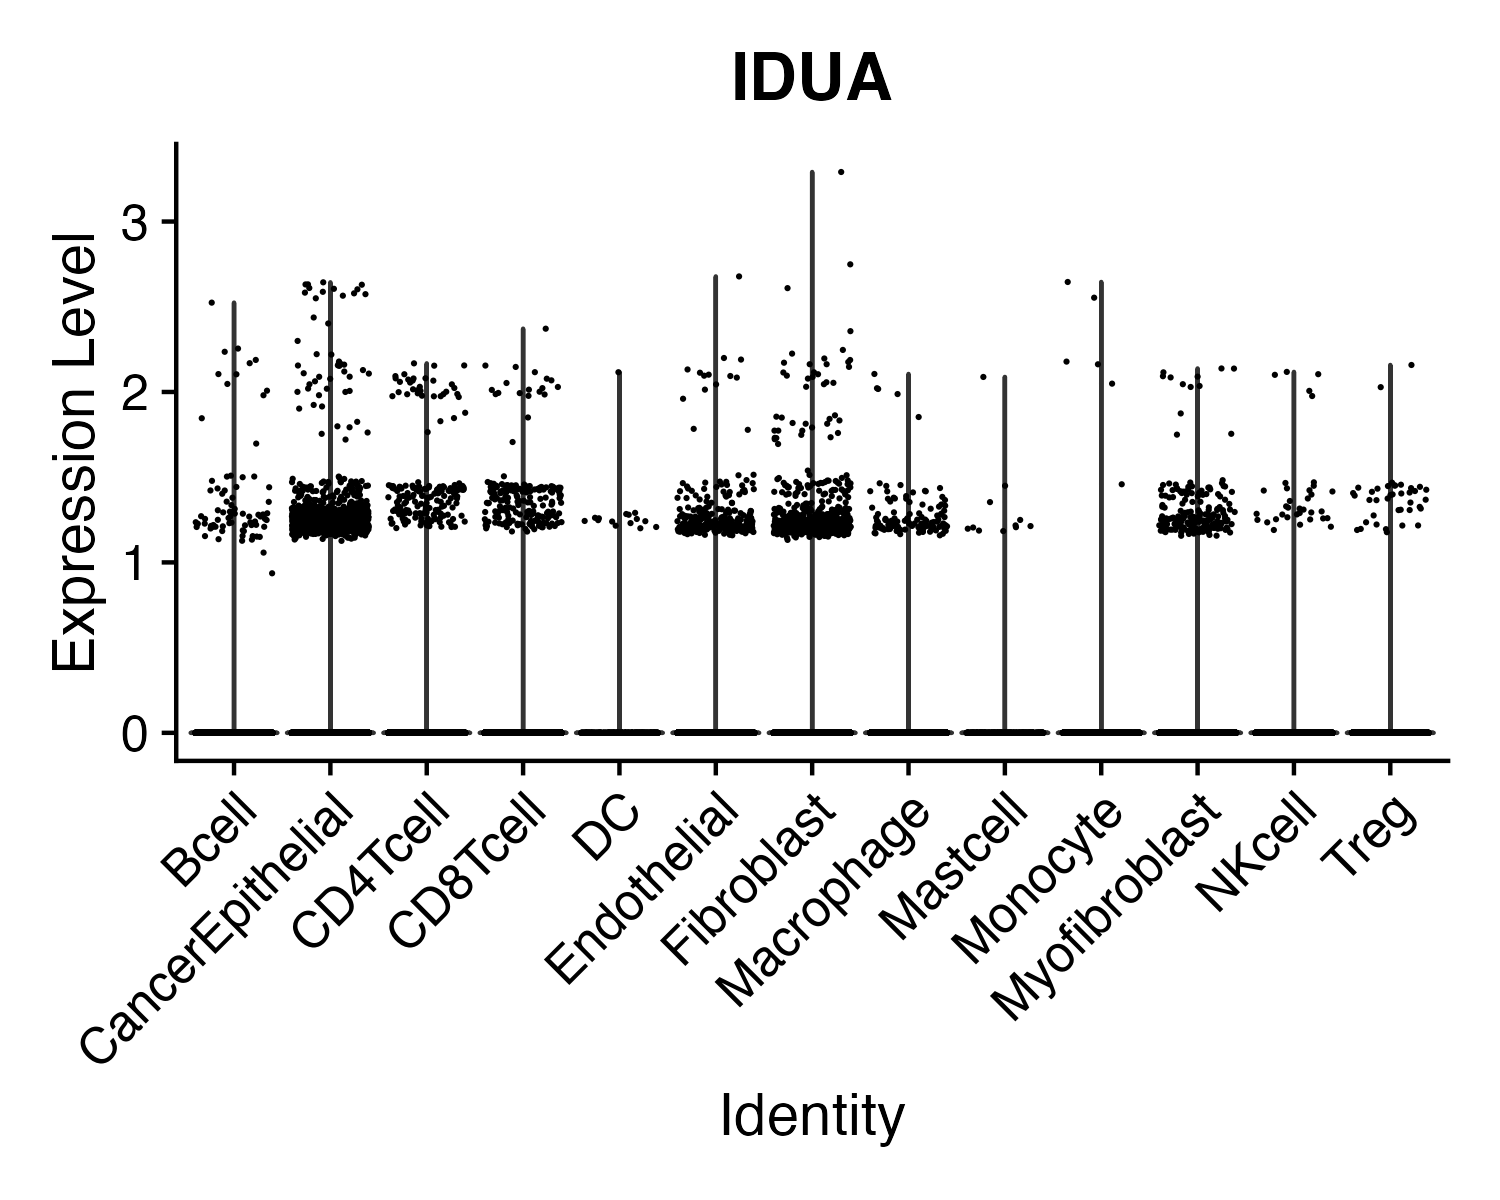 IDUA
Expression Level
3
2
1
0
Bcell
CancerEpithelial
CD4Tcell
CD8Tcell
DC
Endothelial
Fibroblast
Macrophage
Mastcell
Monocyte
Myofibroblast
NKcell
Treg
Identity